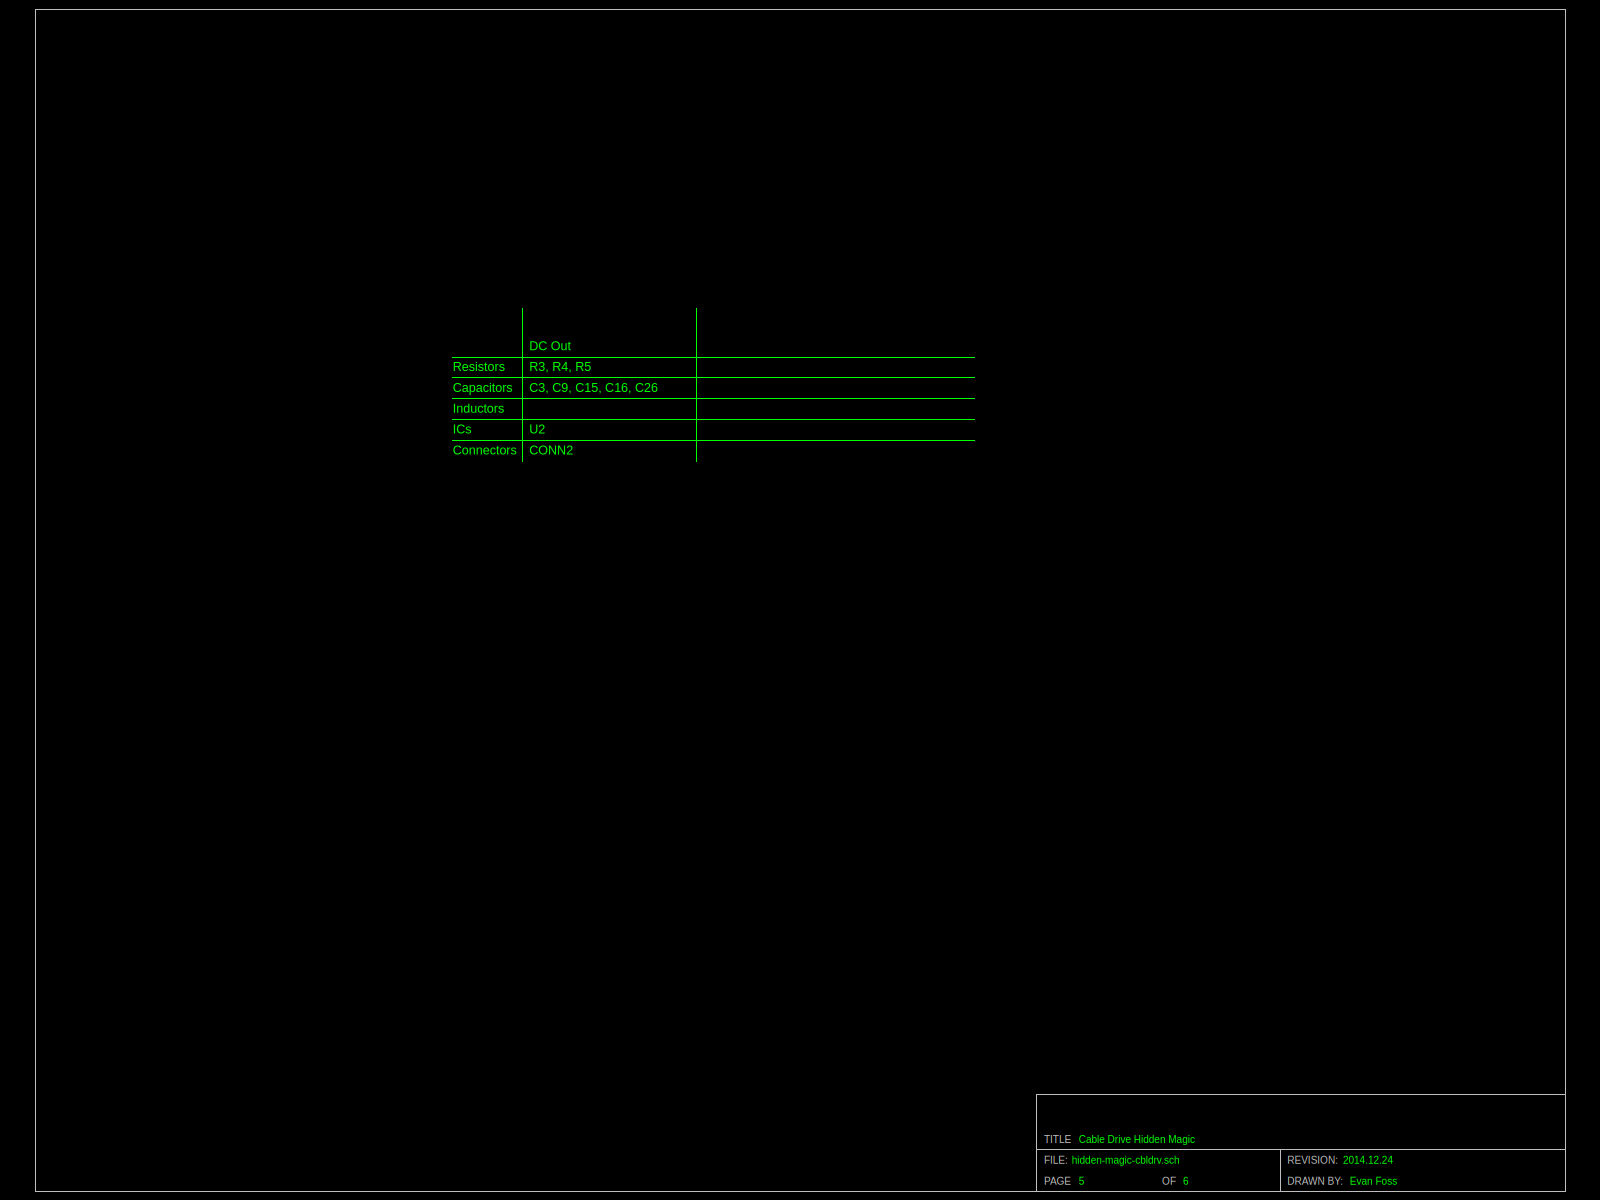 DC Out
Resistors R3, R4, R5
Capacitors C3, C9, C15, C16, C26
Inductors
ICs U2
Connectors CONN2
TITLE Cable Drive Hidden Magic
FILE: hidden-magic-cbldrv.sch REVISION: 2014.12.24
PAGE 5 OF 6 DRAWN BY: Evan Foss